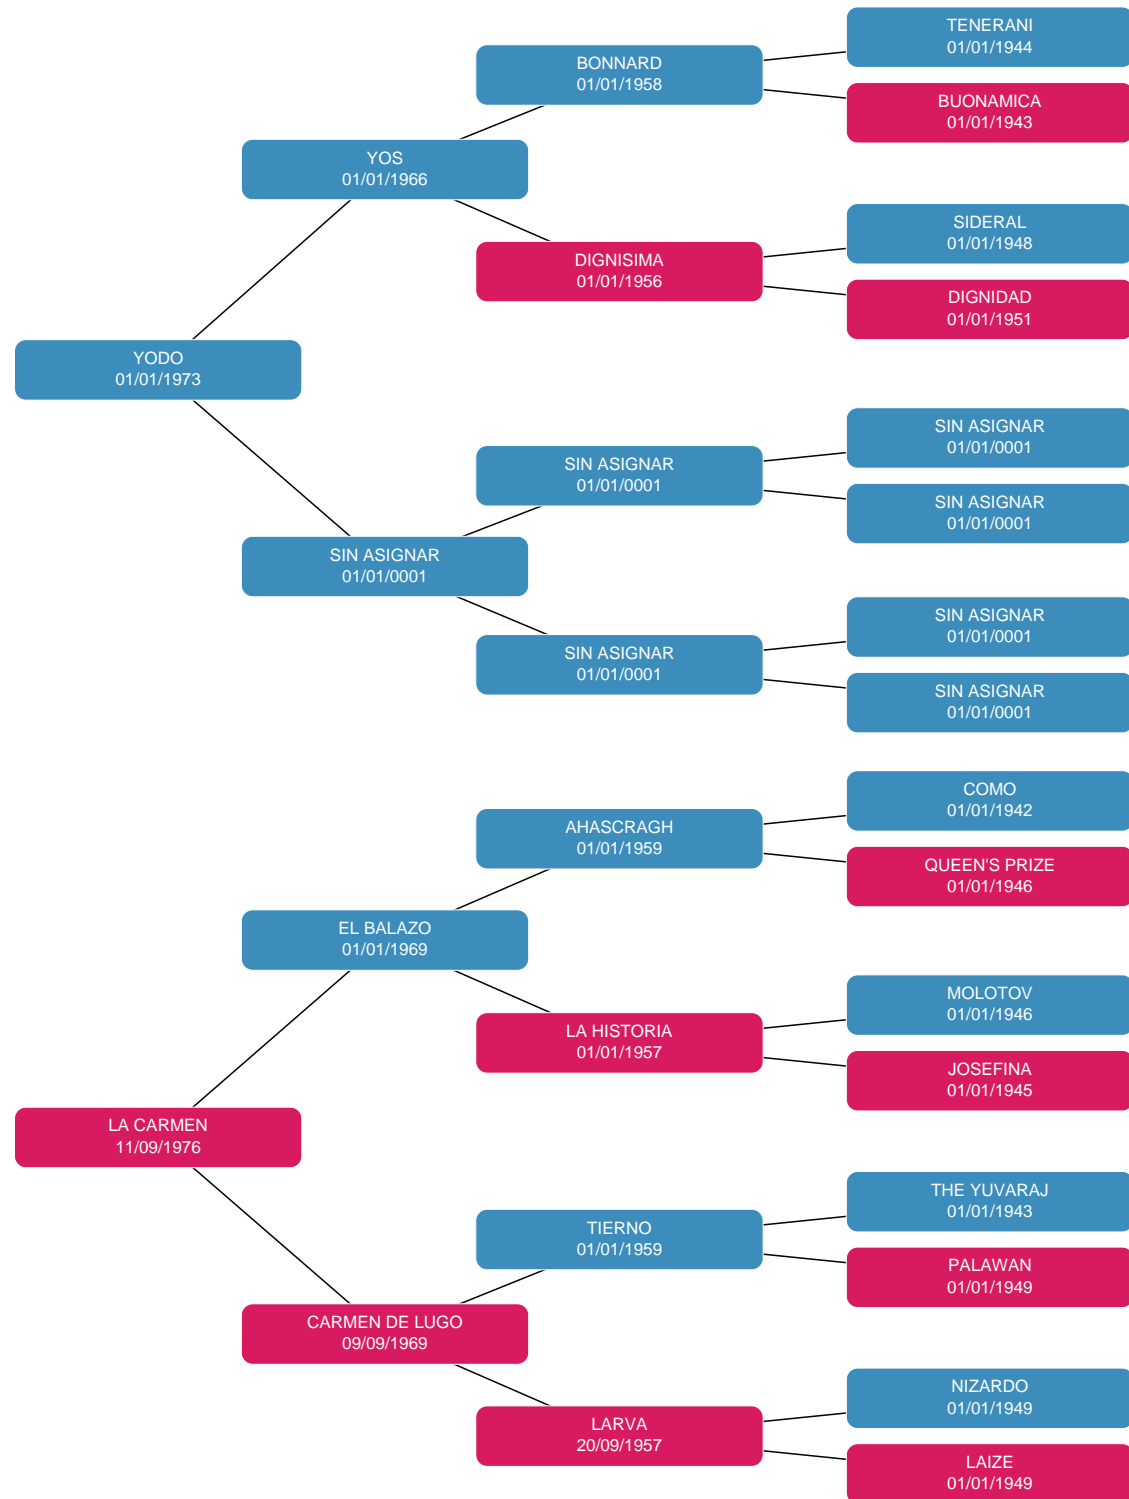 TENERANI
01/01/1944
BONNARD
01/01/1958
BUONAMICA
01/01/1943
YOS
01/01/1966
SIDERAL
01/01/1948
DIGNISIMA
01/01/1956
DIGNIDAD
01/01/1951
YODO
01/01/1973
SIN ASIGNAR
01/01/0001
SIN ASIGNAR
01/01/0001
SIN ASIGNAR
01/01/0001
SIN ASIGNAR
01/01/0001
SIN ASIGNAR
01/01/0001
SIN ASIGNAR
01/01/0001
SIN ASIGNAR
01/01/0001
COMO
01/01/1942
AHASCRAGH
01/01/1959
QUEEN'S PRIZE
01/01/1946
EL BALAZO
01/01/1969
MOLOTOV
01/01/1946
LA HISTORIA
01/01/1957
JOSEFINA
01/01/1945
LA CARMEN
11/09/1976
THE YUVARAJ
01/01/1943
TIERNO
01/01/1959
PALAWAN
01/01/1949
CARMEN DE LUGO
09/09/1969
NIZARDO
01/01/1949
LARVA
20/09/1957
LAIZE
01/01/1949